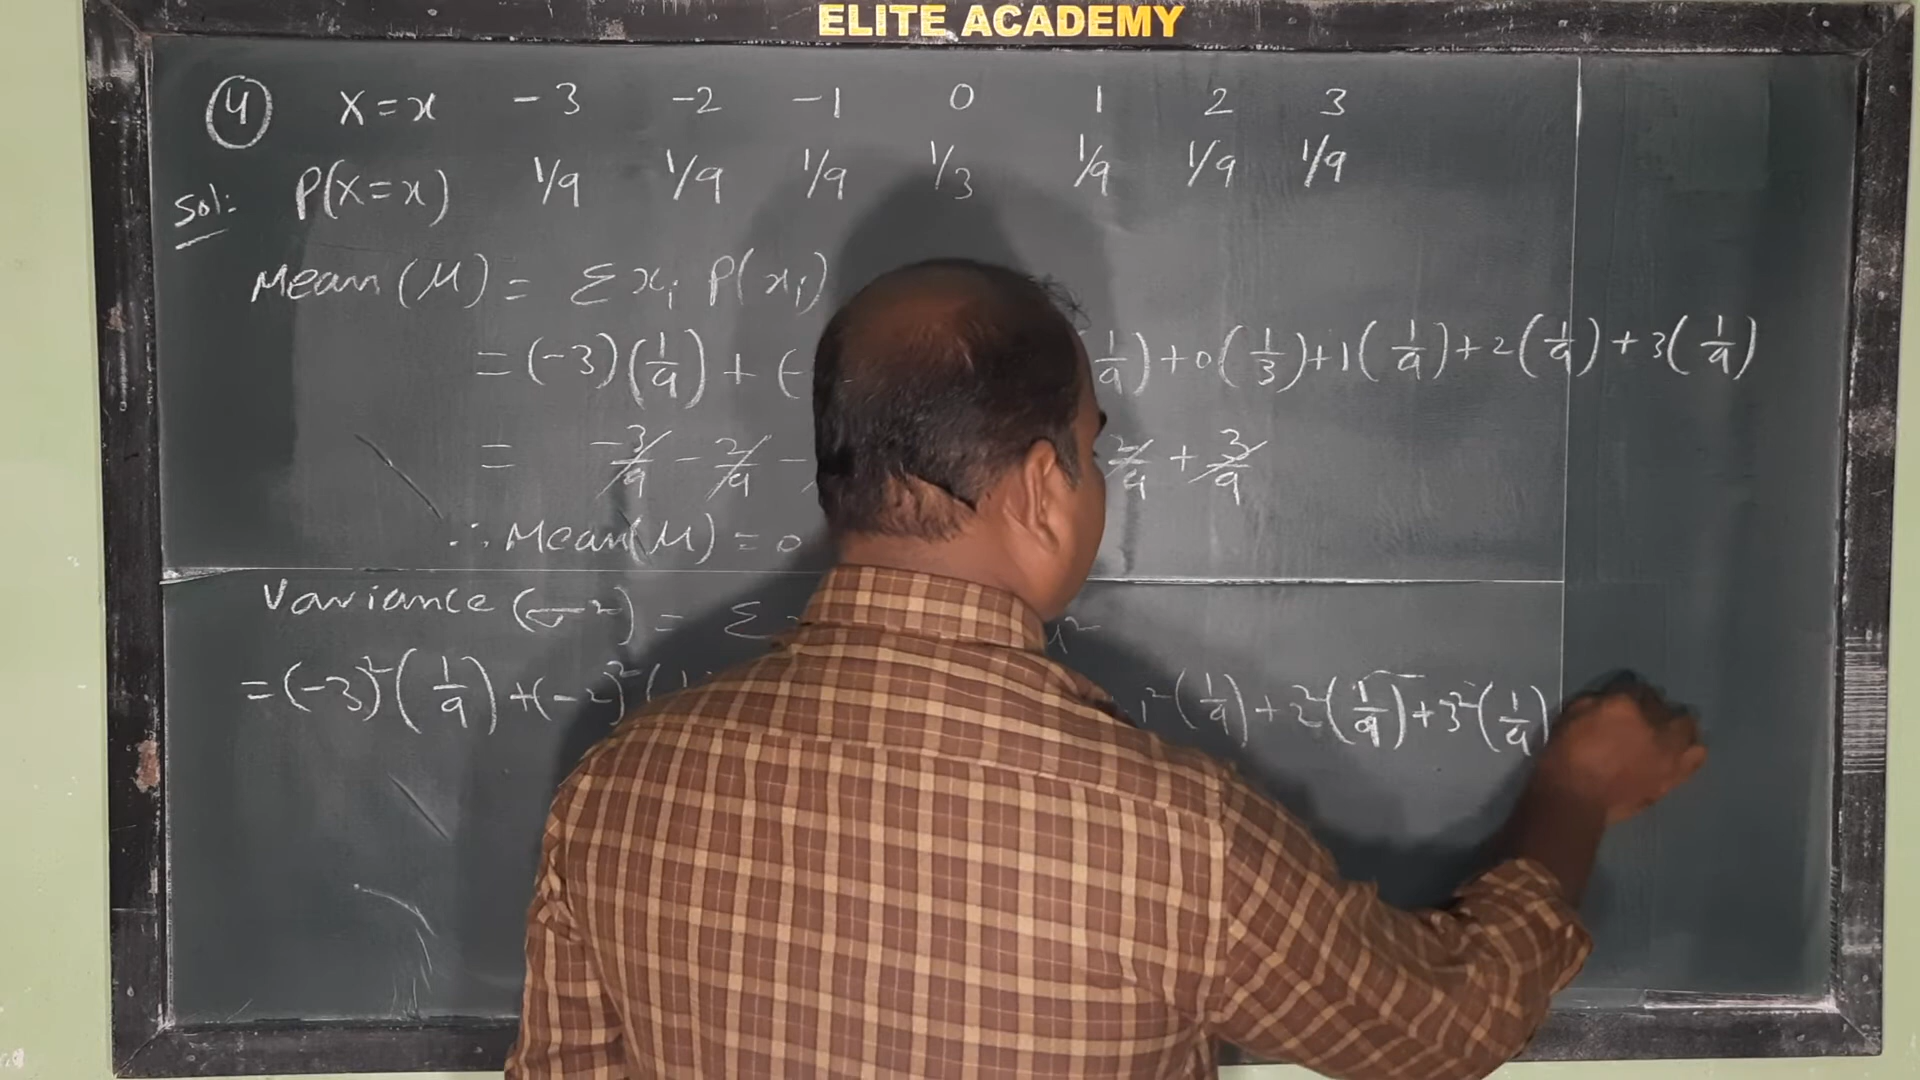 ELITE ACADEMY
④ X=x -3 -2 -1 0 1 2 3
Sol: P(X=x) 1/9 1/9 1/9 1/3 1/9 1/9 1/9
Mean (μ) = Σ xᵢ P(xᵢ)
= (-3)(1/9) + (- 1/9) + 0(1/3) + 1(1/9) + 2(1/9) + 3(1/9)
= -3/9 - 2/9 - 2/9 + 3/9
∴ Mean(μ) = 0
Variance (σ²) = Σ μ²
= (-3)²(1/9) + (-2)²( 1²(1/9) + 2²(1/9) + 3²(1/9)